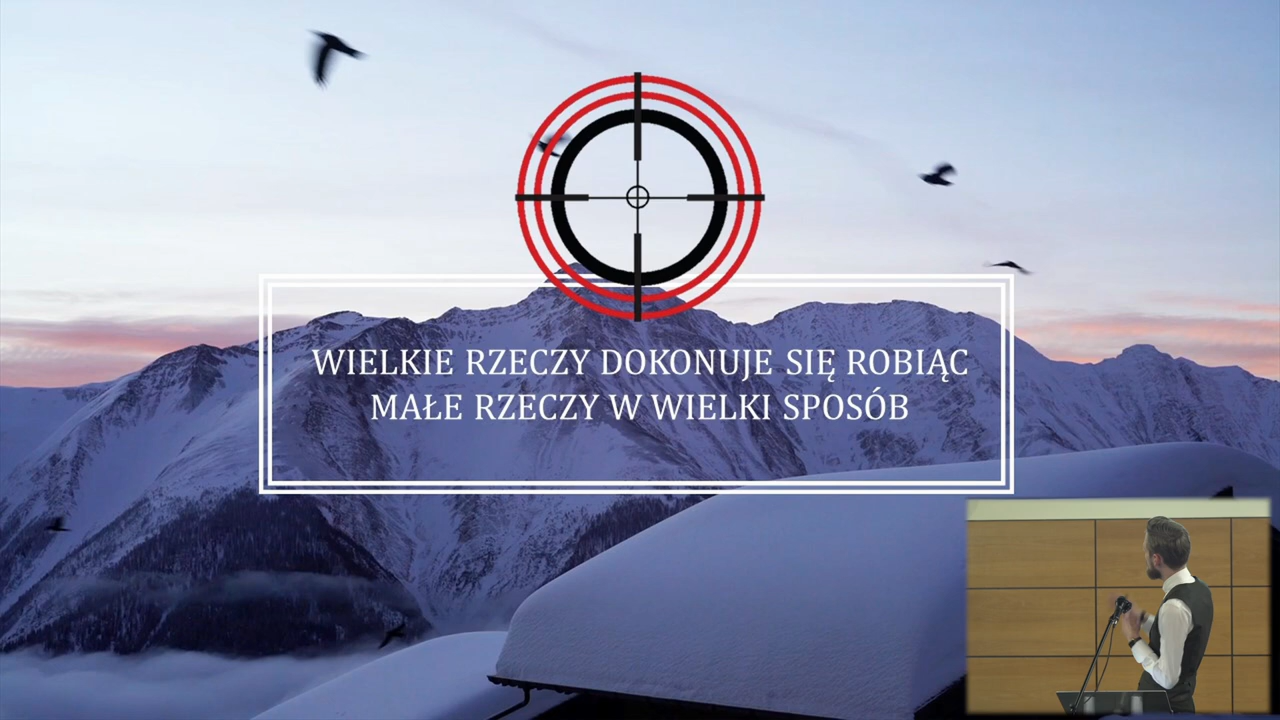 WIELKIE RZECZY DOKONUJE SIĘ ROBIĄC
MAŁE RZECZY W WIELKI SPOSÓB